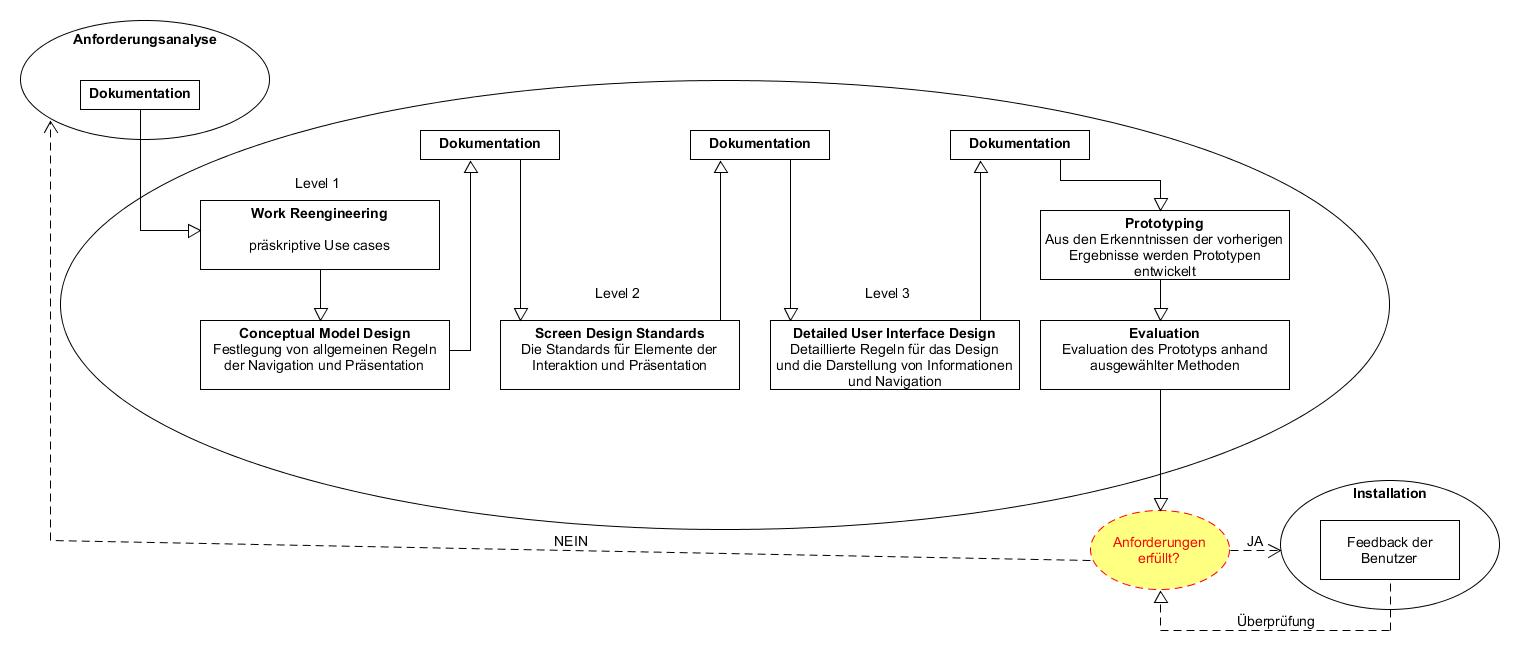 Anforderungsanalyse
Dokumentation
Dokumentation
Dokumentation
Dokumentation
Level 1
Work Reengineering
präskriptive Use cases
Conceptual Model Design
Festlegung von allgemeinen Regeln
der Navigation und Präsentation
Level 2
Screen Design Standards
Die Standards für Elemente der
Interaktion und Präsentation
Level 3
Detailed User Interface Design
Detaillierte Regeln für das Design
und die Darstellung von Informationen
und Navigation
Prototyping
Aus den Erkenntnissen der vorherigen
Ergebnisse werden Prototypen
entwickelt
Evaluation
Evaluation des Prototyps anhand
ausgewählter Methoden
NEIN
Anforderungen
erfüllt?
JA
Installation
Feedback der
Benutzer
Überprüfung